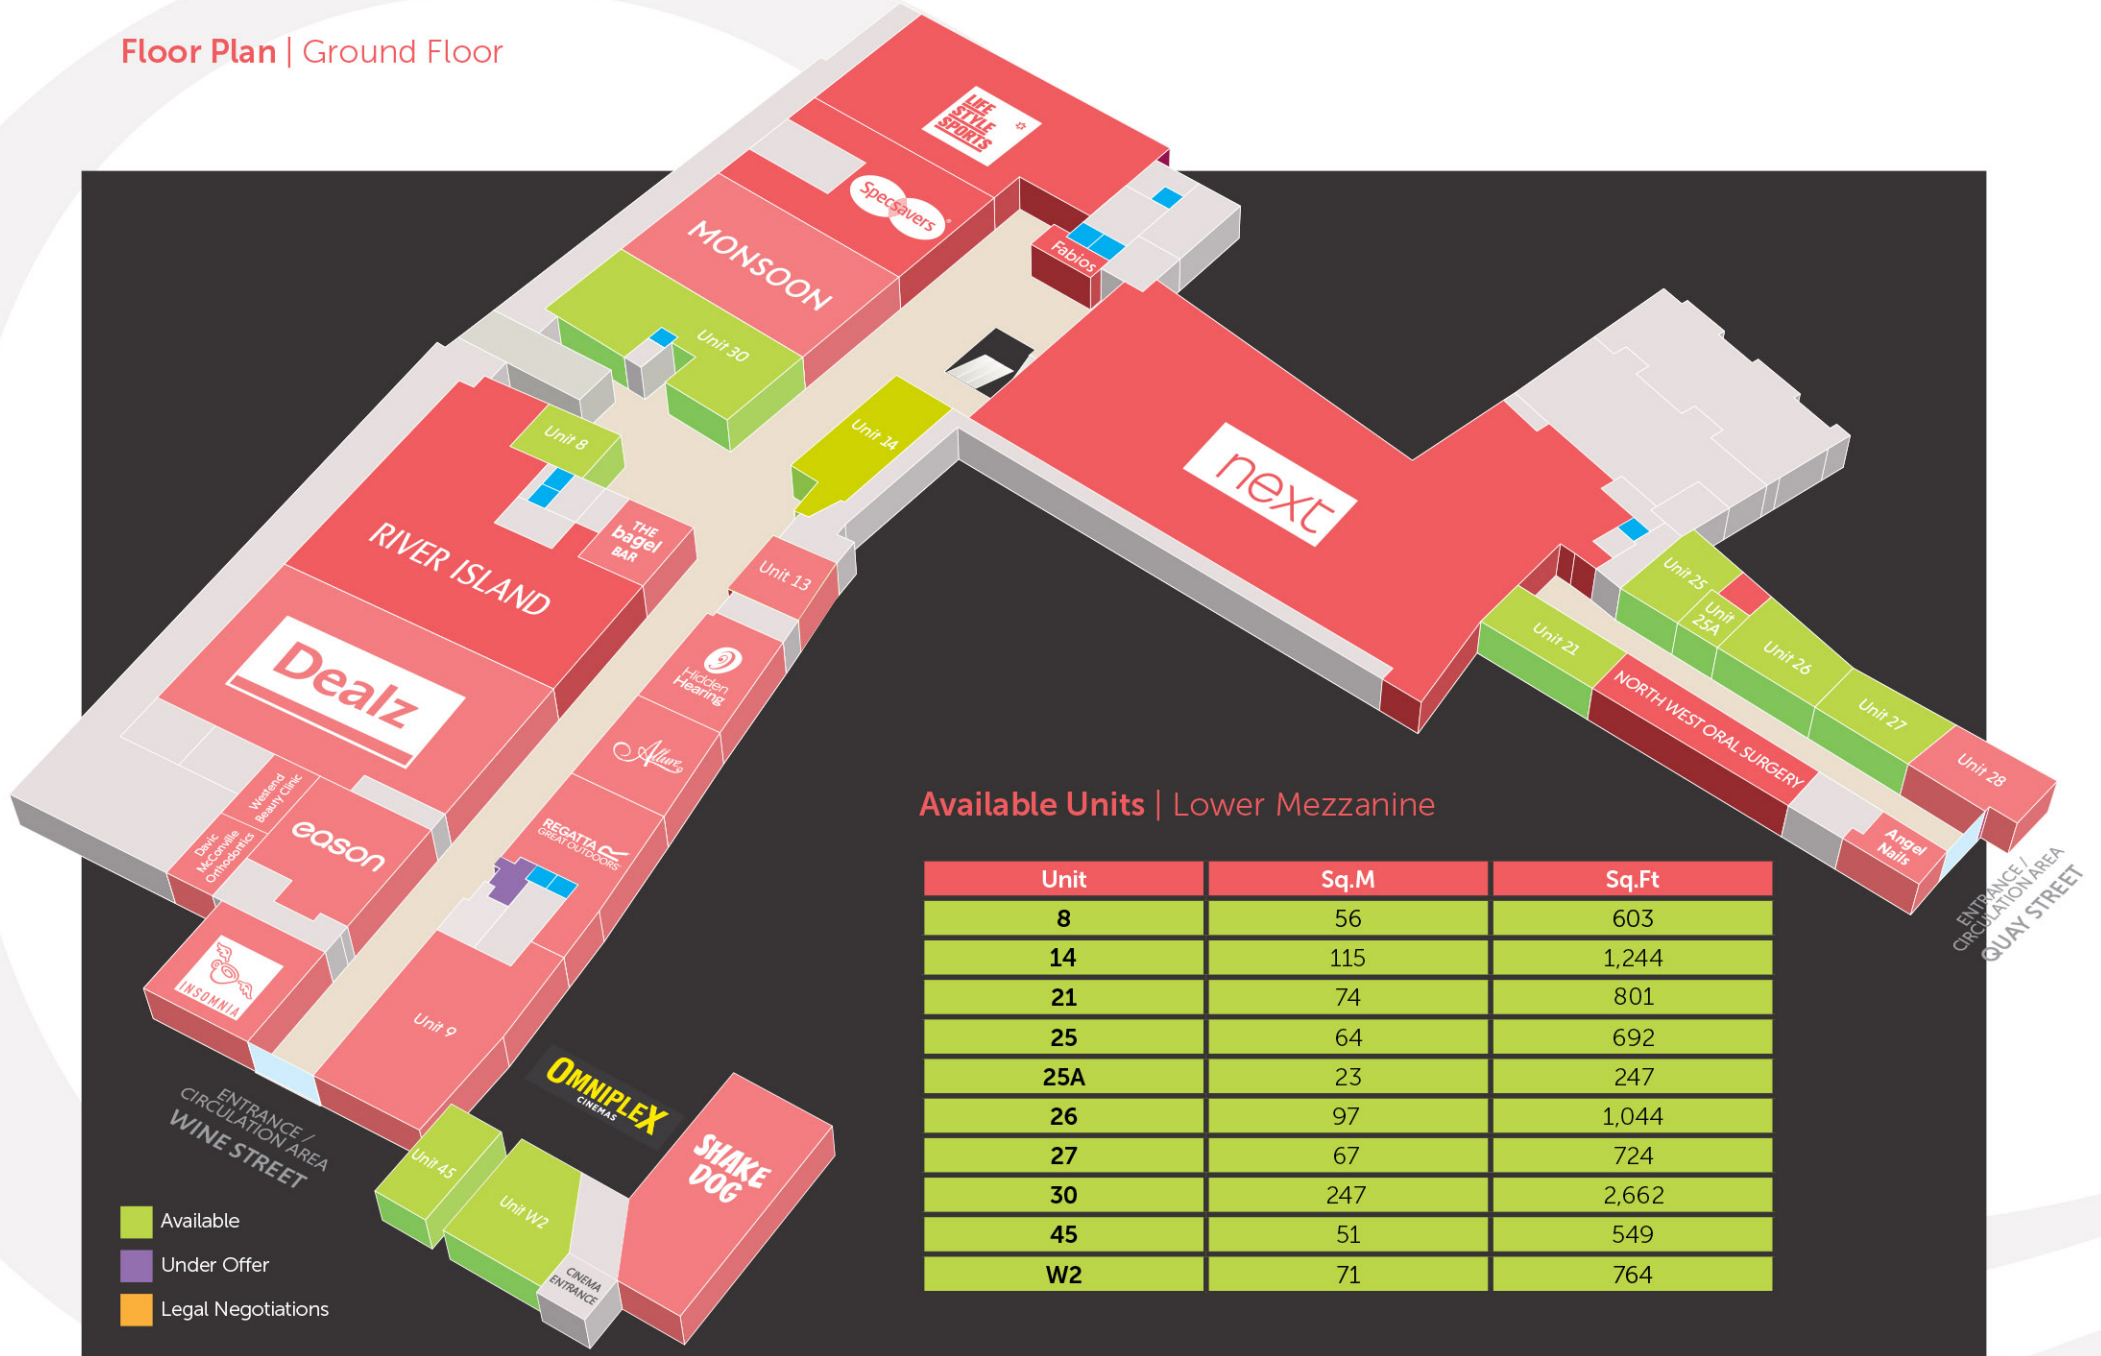 Floor Plan | Ground Floor
LIFE
STYLE
SPORTS
Specsavers
MONSOON
Fabios
Unit 30
Unit 14
Unit 8
THE
bagel
BAR
RIVER ISLAND
next
Unit 13
Dealz
Hidden
Hearing
Allure
Westend
Beauty Clinic
Davic
McConville
Orthodontics
eason
REGATTA
GREAT OUTDOORS
INSOMNIA
Unit 9
Unit 25
Unit
25A
Unit 26
Unit 27
Unit 28
Unit 21
NORTH WEST ORAL SURGERY
Angel
Nails
ENTRANCE /
CIRCULATION AREA
QUAY STREET
ENTRANCE /
CIRCULATION AREA
WINE STREET
OMNIPLEX
CINEMAS
SHAKE
DOG
Unit 45
Unit W2
CINEMA
ENTRANCE
Available
Under Offer
Legal Negotiations
Available Units | Lower Mezzanine
Unit Sq.M Sq.Ft
8 56 603
14 115 1,244
21 74 801
25 64 692
25A 23 247
26 97 1,044
27 67 724
30 247 2,662
45 51 549
W2 71 764